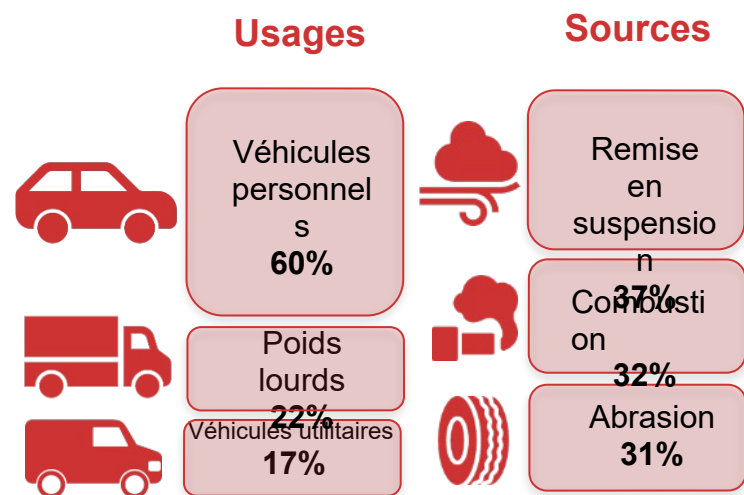 Usages
Véhicules
personnel
s
60%
Poids
lourds
22%
Véhicules utilitaires
17%
Sources
Remise
en
suspensio
n
37%
Combusti
on
32%
Abrasion
31%